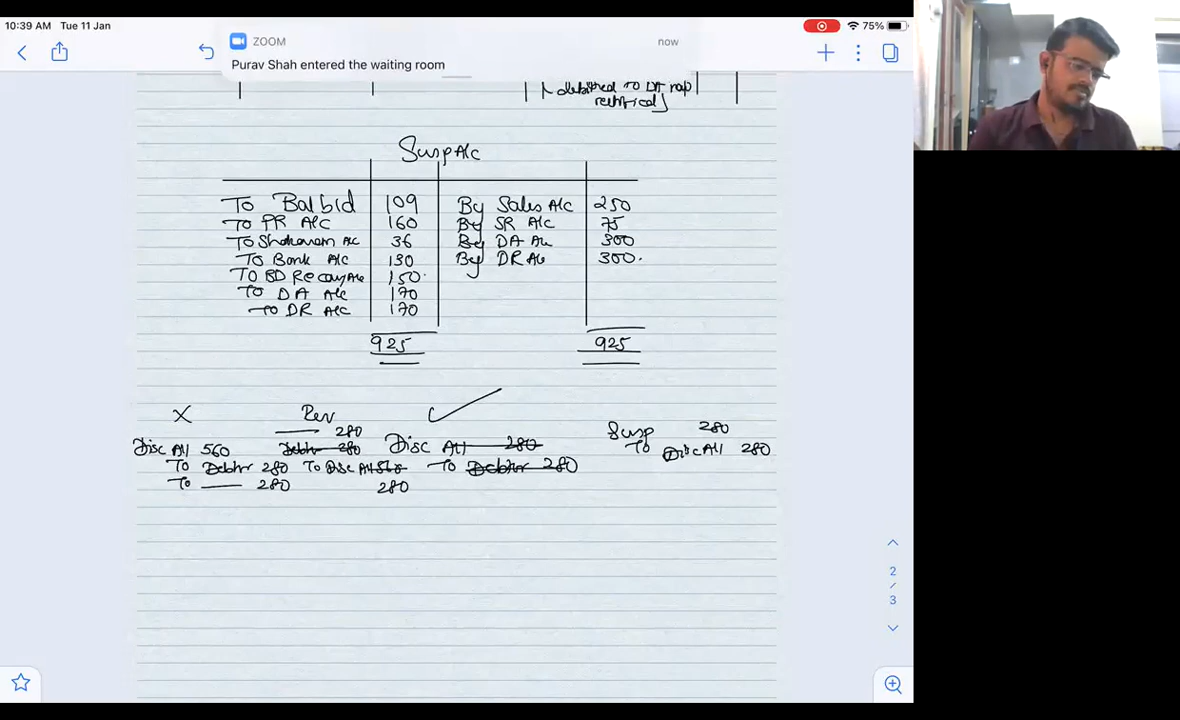 10:39 AM Tue 11 Jan
75%
ZOOM
now
Purav Shah entered the waiting room
debited to DA
Susp A/c
To Bal b/d 109 By Sales A/c 250
To PR A/c 160 By SR A/c 75
To A/c 36 By DA A/c 300
To Bank A/c 130 By DR A/c 300.
To BD Recovery A/c 150.
To DA A/c 170
To DR A/c 170
925 925
X Rev ✓
280
Disc All 560 Debtor 280 Disc All 280 Susp 280
To Debtor 280 To Disc All 560 To Debtor 280 To Disc All 280
To 280 280
2
/
3